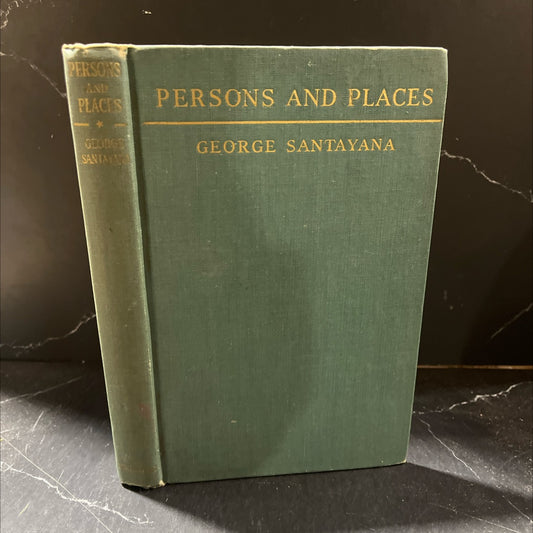 PERSONS
AND
PLACES
GEORGE
SANTAYANA
PERSONS AND PLACES
GEORGE SANTAYANA